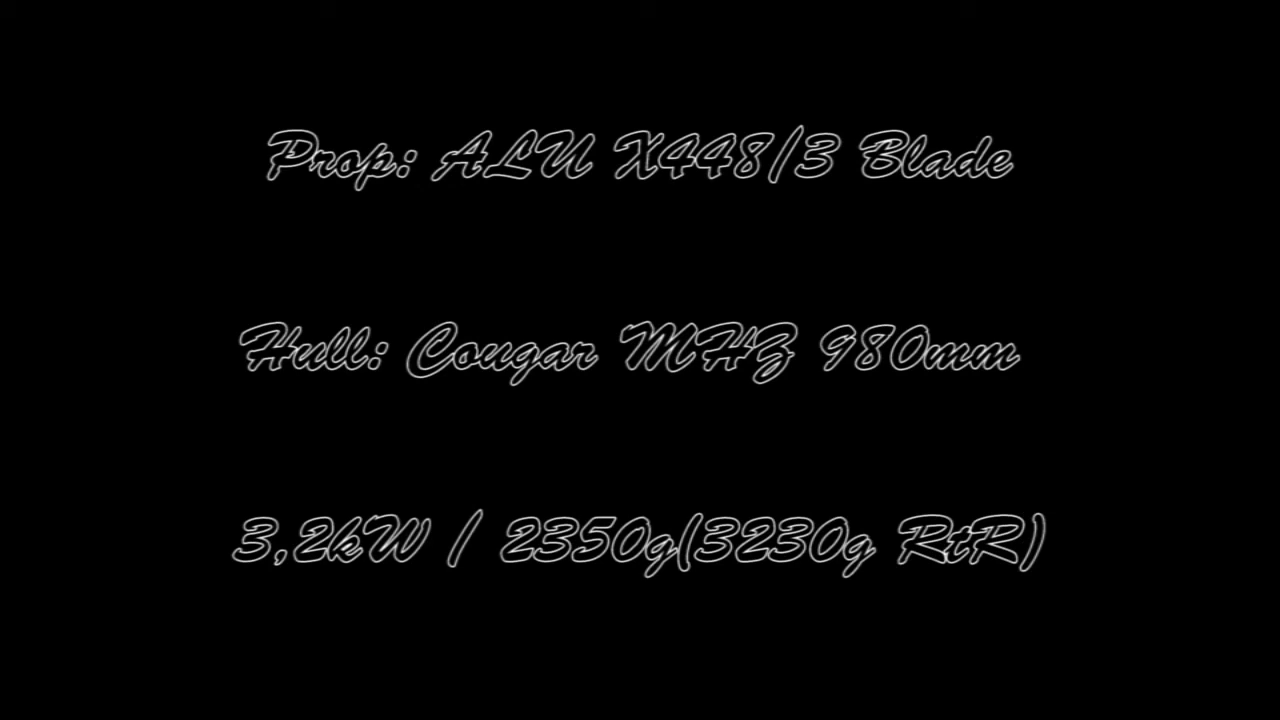 Prop: ALU X448/3 Blade
Hull: Cougar MHZ 980mm
3,2kW / 2350g(3230g RtR)